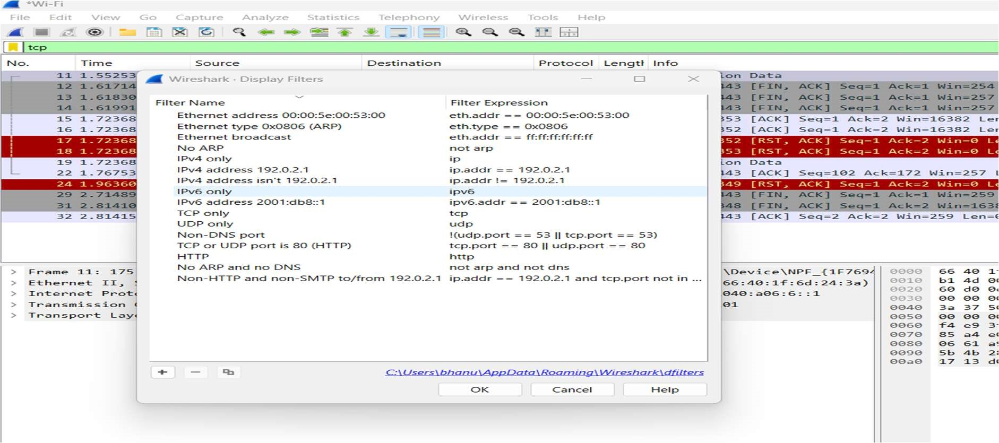 *Wi-Fi
File Edit View Go Capture Analyze Statistics Telephony Wireless Tools Help
tcp
No. Time Source Destination Protocol Lengtl Info
11 1.55253 ion Data
12 1.61714 443 [FIN, ACK] Seq=1 Ack=1 Win=254
13 1.61830 443 [FIN, ACK] Seq=1 Ack=1 Win=257
14 1.61991 443 [FIN, ACK] Seq=1 Ack=1 Win=257
15 1.72368 353 [ACK] Seq=1 Ack=2 Win=16382 Len
16 1.72368 352 [ACK] Seq=1 Ack=2 Win=16382 Len
17 1.72368 352 [RST, ACK] Seq=1 Ack=2 Win=0 Le
18 1.72368 353 [RST, ACK] Seq=1 Ack=2 Win=0 Le
19 1.72368 ion Data
22 1.76753 443 [ACK] Seq=102 Ack=172 Win=257 L
24 1.96360 349 [RST, ACK] Seq=1 Ack=2 Win=0 Le
29 2.71489 443 [FIN, ACK] Seq=1 Ack=1 Win=259
31 2.81410 348 [FIN, ACK] Seq=1 Ack=2 Win=1638
32 2.81415 443 [ACK] Seq=2 Ack=2 Win=259 Len=0
Wireshark · Display Filters
Filter Name Filter Expression
Ethernet address 00:00:5e:00:53:00 eth.addr == 00:00:5e:00:53:00
Ethernet type 0x0806 (ARP) eth.type == 0x0806
Ethernet broadcast eth.addr == ff:ff:ff:ff:ff:ff
No ARP not arp
IPv4 only ip
IPv4 address 192.0.2.1 ip.addr == 192.0.2.1
IPv4 address isn't 192.0.2.1 ip.addr != 192.0.2.1
IPv6 only ipv6
IPv6 address 2001:db8::1 ipv6.addr == 2001:db8::1
TCP only tcp
UDP only udp
Non-DNS port !(udp.port == 53 || tcp.port == 53)
TCP or UDP port is 80 (HTTP) tcp.port == 80 || udp.port == 80
HTTP http
No ARP and no DNS not arp and not dns
Non-HTTP and non-SMTP to/from 192.0.2.1 ip.addr == 192.0.2.1 and tcp.port not in ...
C:\Users\bhanu\AppData\Roaming\Wireshark\dfilters
OK Cancel Help
> Frame 11: 175 \Device\NPF_{1F7694
> Ethernet II, 66:40:1f:6d:24:3a)
> Internet Proto 040:a06:6::1
> Transmission 01
> Transport Laye
0000 66 40 1
0010 b1 4d 00
0020 60 d0
0030 00 00 00
0040 3a 37 50
0050 00 00 00
0060 f4 e9 3
0070 85 a4 e0
0080 06 61 a9
0090 5b 4b 28
00a0 17 13 d0